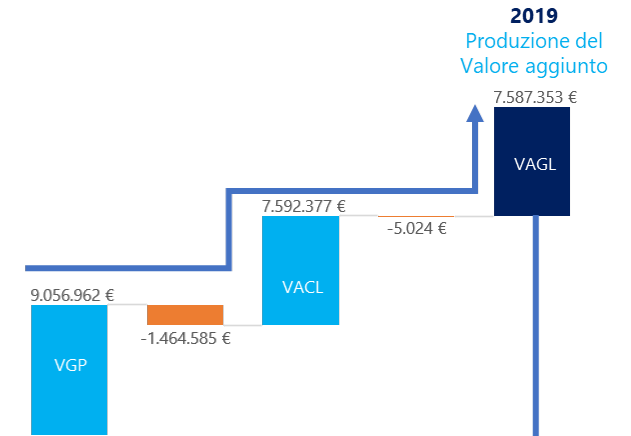 2019
Produzione del
Valore aggiunto
7.587.353 €
VAGL
7.592.377 €
-5.024 €
VACL
9.056.962 €
-1.464.585 €
VGP